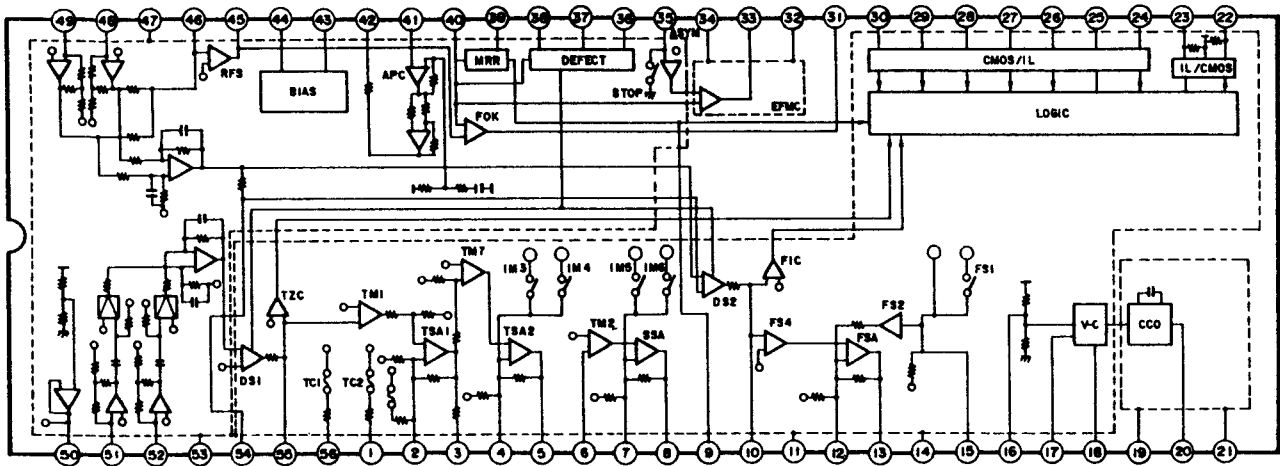 49 48 47 46 45 44 43 42 41 40 39 38 37 36 35 34 33 32 31 30 29 28 27 26 25 24 23 22
ASYM
RFS
BIAS
APC
MRR
DEFECT
STOP
EFMC
CMOS/IL
IL/CMOS
LOGIC
FOK
TM7
IM3
IM4
IM5
IM6
FIC
FS1
TZC
TM1
TSA1
TSA2
TM2
SSA
DS2
FS4
FS2
FSA
V-C
CCO
DS1
TC1
TC2
50 51 52 53 54 55 56 1 2 3 4 5 6 7 8 9 10 11 12 13 14 15 16 17 18 19 20 21